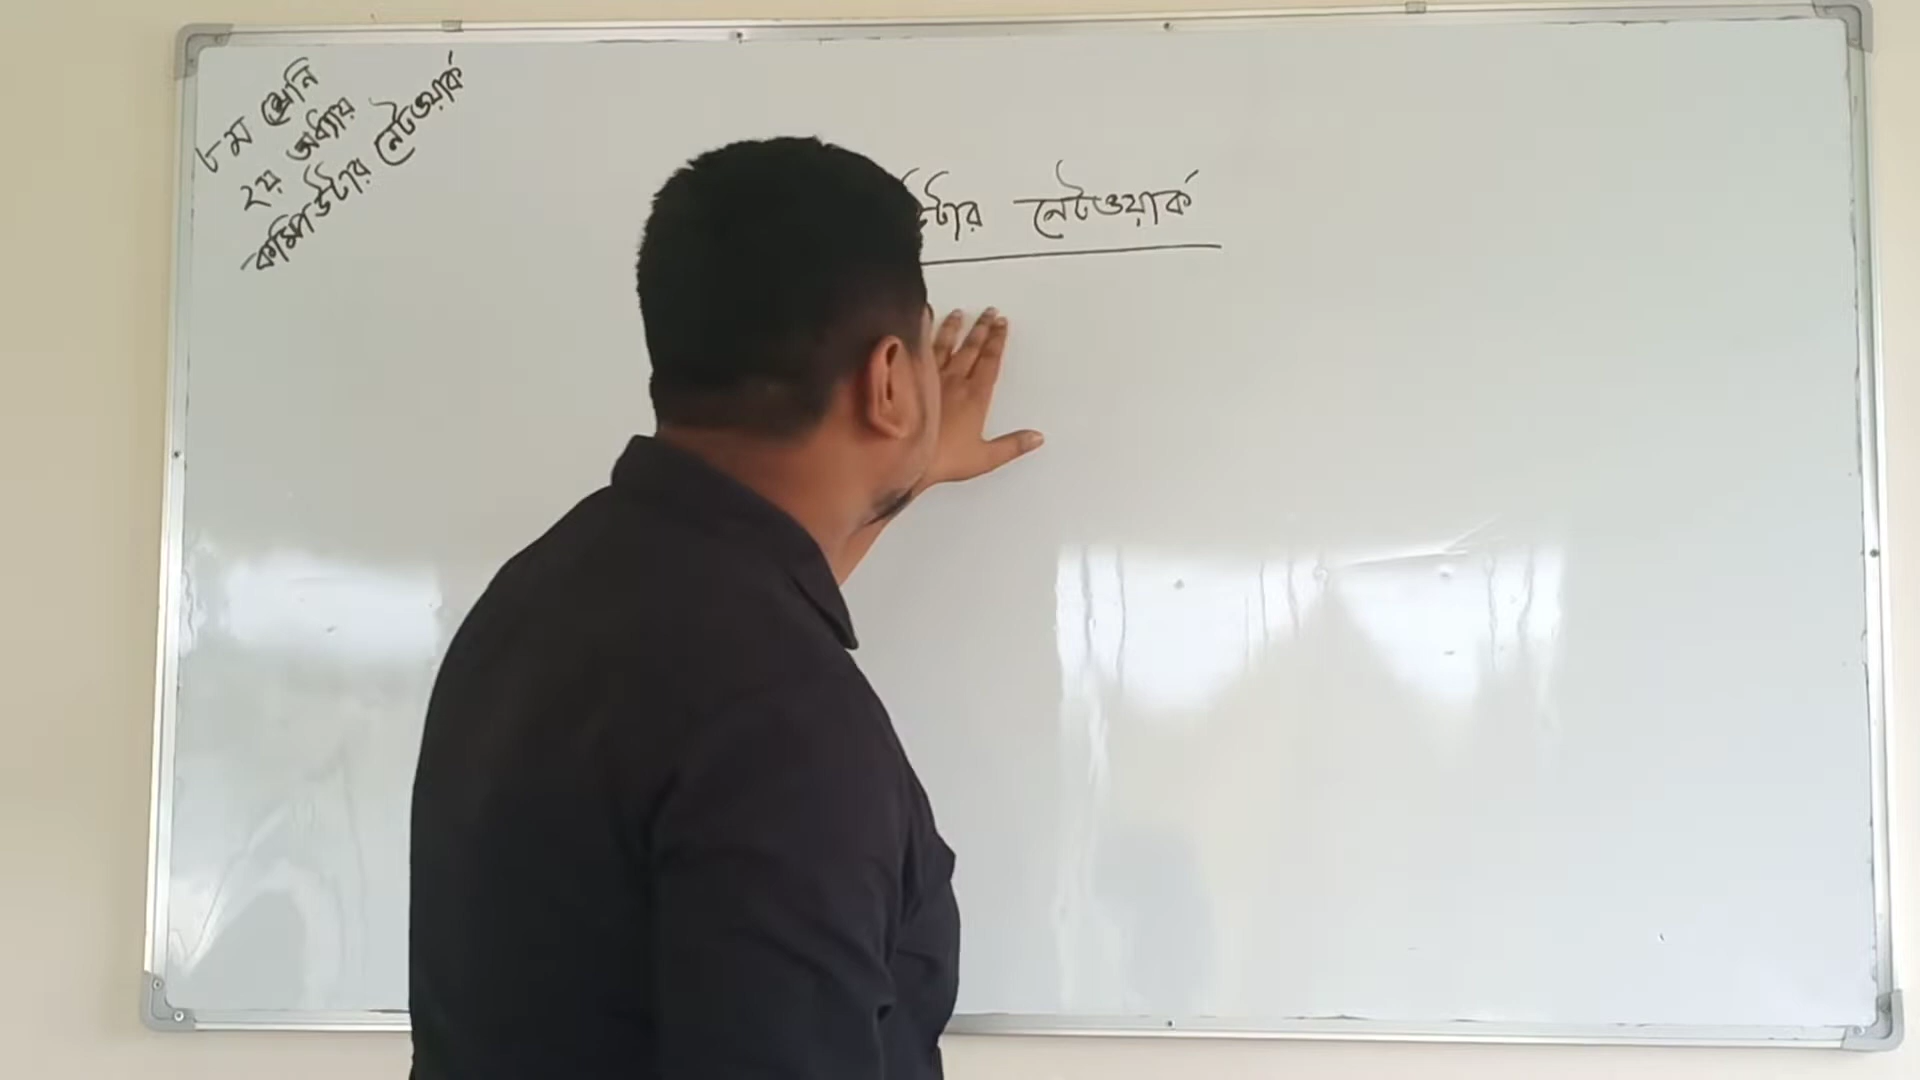 ৮ম শ্রেনি
২য় অধ্যায়
কম্পিউটার নেটওয়ার্ক
নেটওয়ার্ক